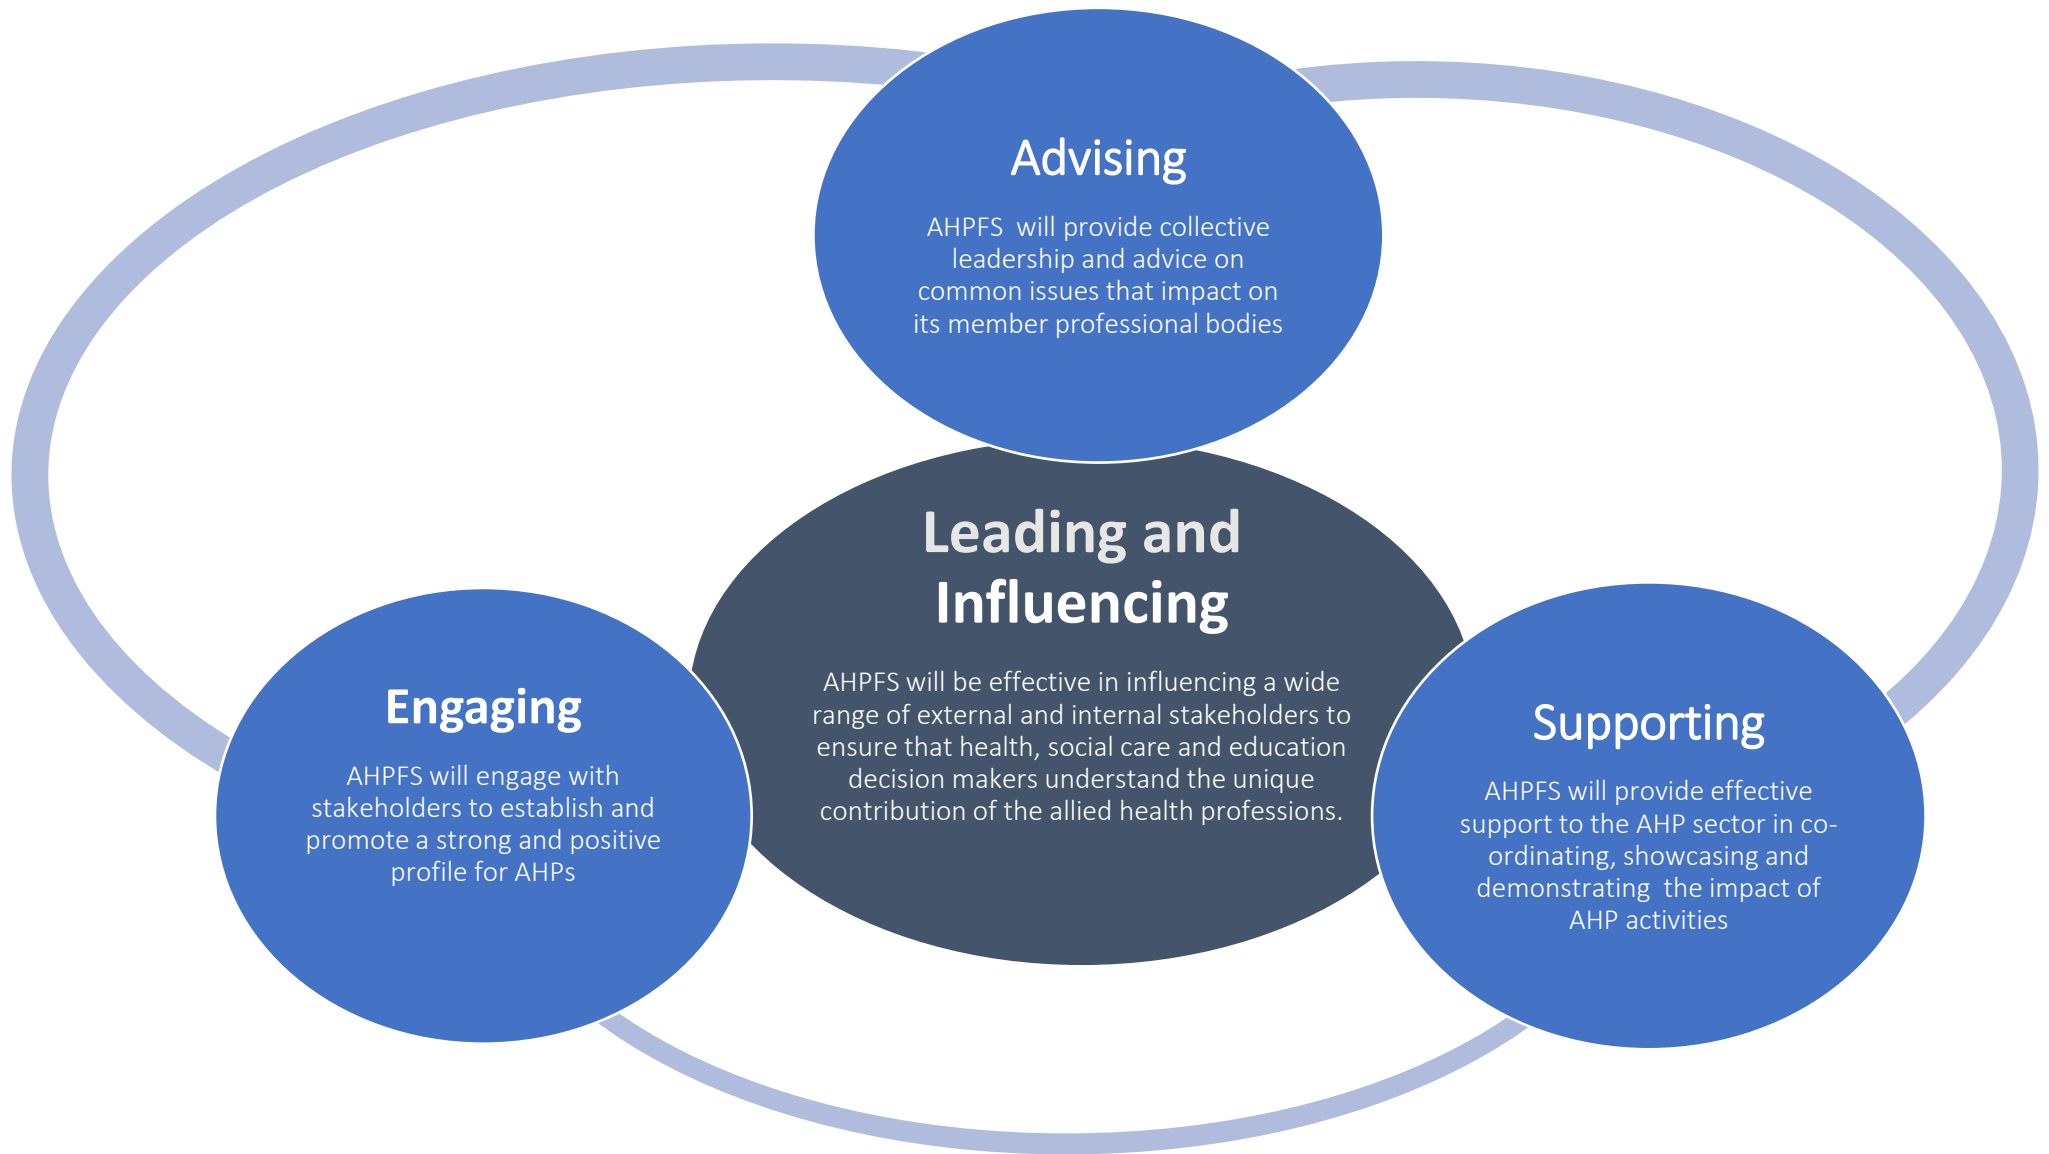 Advising
AHPFS  will provide collective
leadership and advice on
common issues that impact on
its member professional bodies
Leading and
Influencing
AHPFS will be effective in influencing a wide
range of external and internal stakeholders to
ensure that health, social care and education
decision makers understand the unique
contribution of the allied health professions.
Engaging
AHPFS will engage with
stakeholders to establish and
promote a strong and positive
profile for AHPs
Supporting
AHPFS will provide effective
support to the AHP sector in co-
ordinating, showcasing and
demonstrating  the impact of
AHP activities